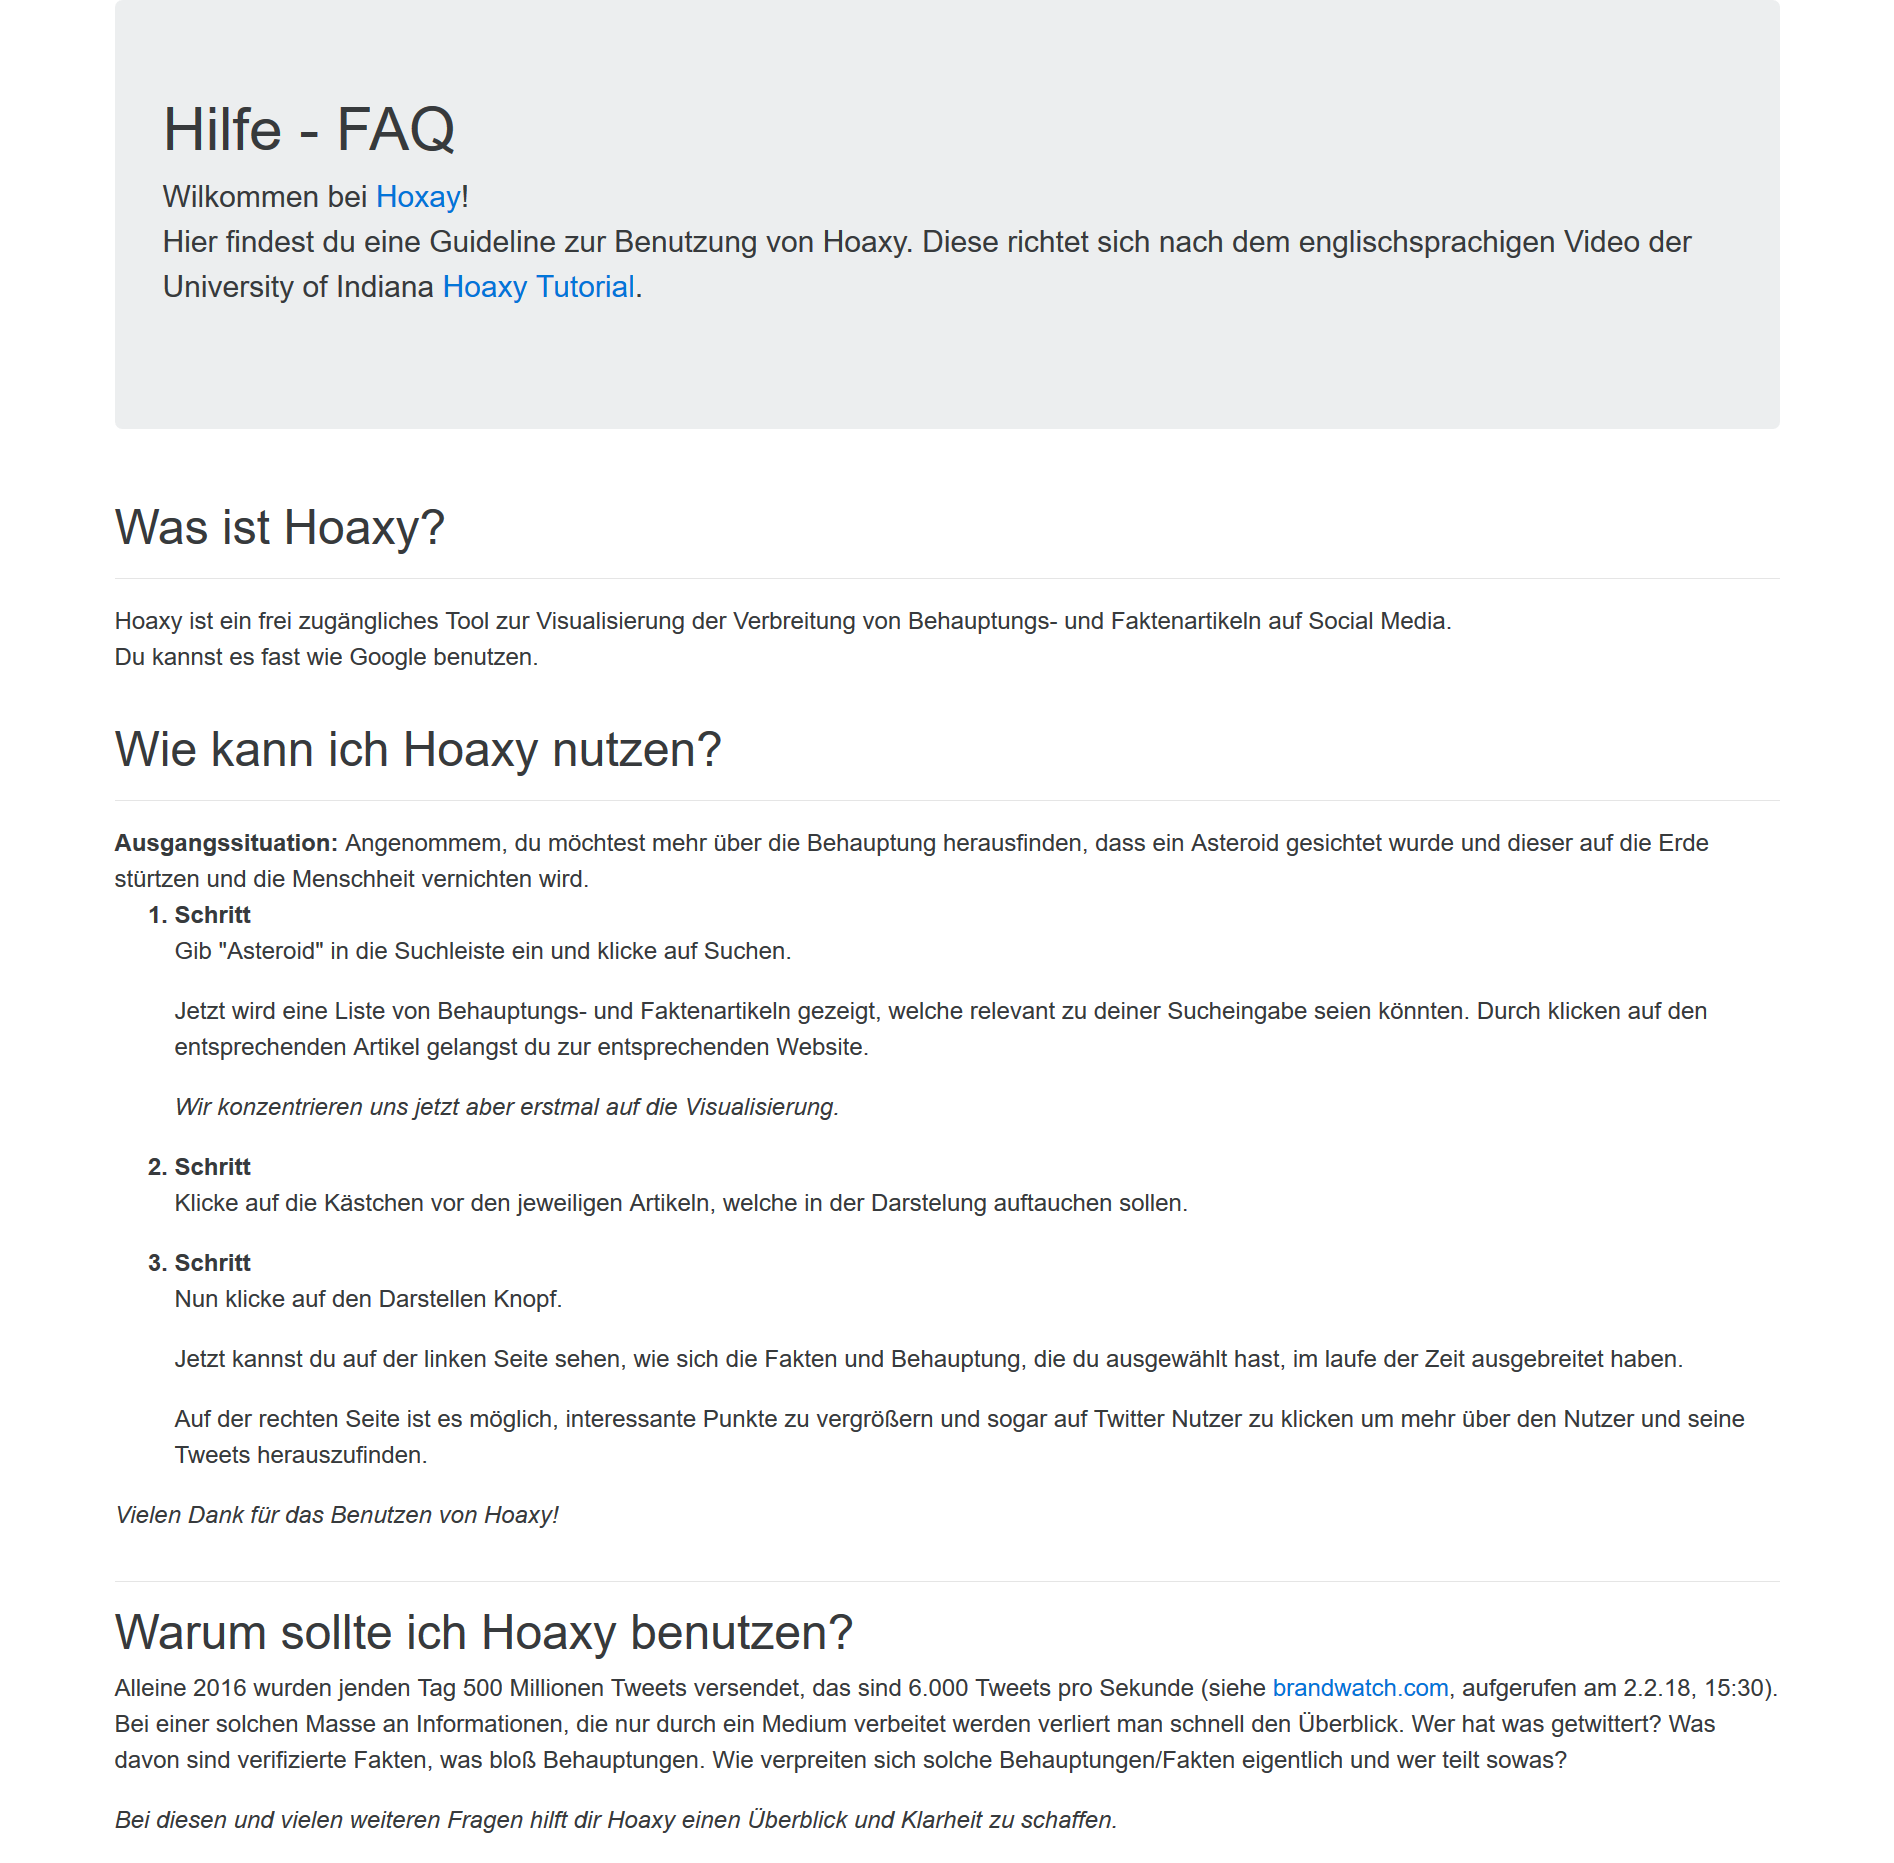 Hilfe - FAQ
Wilkommen bei Hoxay!
Hier findest du eine Guideline zur Benutzung von Hoaxy. Diese richtet sich nach dem englischsprachigen Video der
University of Indiana Hoaxy Tutorial.
Was ist Hoaxy?
Hoaxy ist ein frei zugängliches Tool zur Visualisierung der Verbreitung von Behauptungs- und Faktenartikeln auf Social Media.
Du kannst es fast wie Google benutzen.
Wie kann ich Hoaxy nutzen?
Ausgangssituation: Angenommem, du möchtest mehr über die Behauptung herausfinden, dass ein Asteroid gesichtet wurde und dieser auf die Erde
stürtzen und die Menschheit vernichten wird.
1. Schritt
Gib "Asteroid" in die Suchleiste ein und klicke auf Suchen.
Jetzt wird eine Liste von Behauptungs- und Faktenartikeln gezeigt, welche relevant zu deiner Sucheingabe seien könnten. Durch klicken auf den
entsprechenden Artikel gelangst du zur entsprechenden Website.
Wir konzentrieren uns jetzt aber erstmal auf die Visualisierung.
2. Schritt
Klicke auf die Kästchen vor den jeweiligen Artikeln, welche in der Darstelung auftauchen sollen.
3. Schritt
Nun klicke auf den Darstellen Knopf.
Jetzt kannst du auf der linken Seite sehen, wie sich die Fakten und Behauptung, die du ausgewählt hast, im laufe der Zeit ausgebreitet haben.
Auf der rechten Seite ist es möglich, interessante Punkte zu vergrößern und sogar auf Twitter Nutzer zu klicken um mehr über den Nutzer und seine
Tweets herauszufinden.
Vielen Dank für das Benutzen von Hoaxy!
Warum sollte ich Hoaxy benutzen?
Alleine 2016 wurden jenden Tag 500 Millionen Tweets versendet, das sind 6.000 Tweets pro Sekunde (siehe brandwatch.com, aufgerufen am 2.2.18, 15:30).
Bei einer solchen Masse an Informationen, die nur durch ein Medium verbeitet werden verliert man schnell den Überblick. Wer hat was getwittert? Was
davon sind verifizierte Fakten, was bloß Behauptungen. Wie verpreiten sich solche Behauptungen/Fakten eigentlich und wer teilt sowas?
Bei diesen und vielen weiteren Fragen hilft dir Hoaxy einen Überblick und Klarheit zu schaffen.